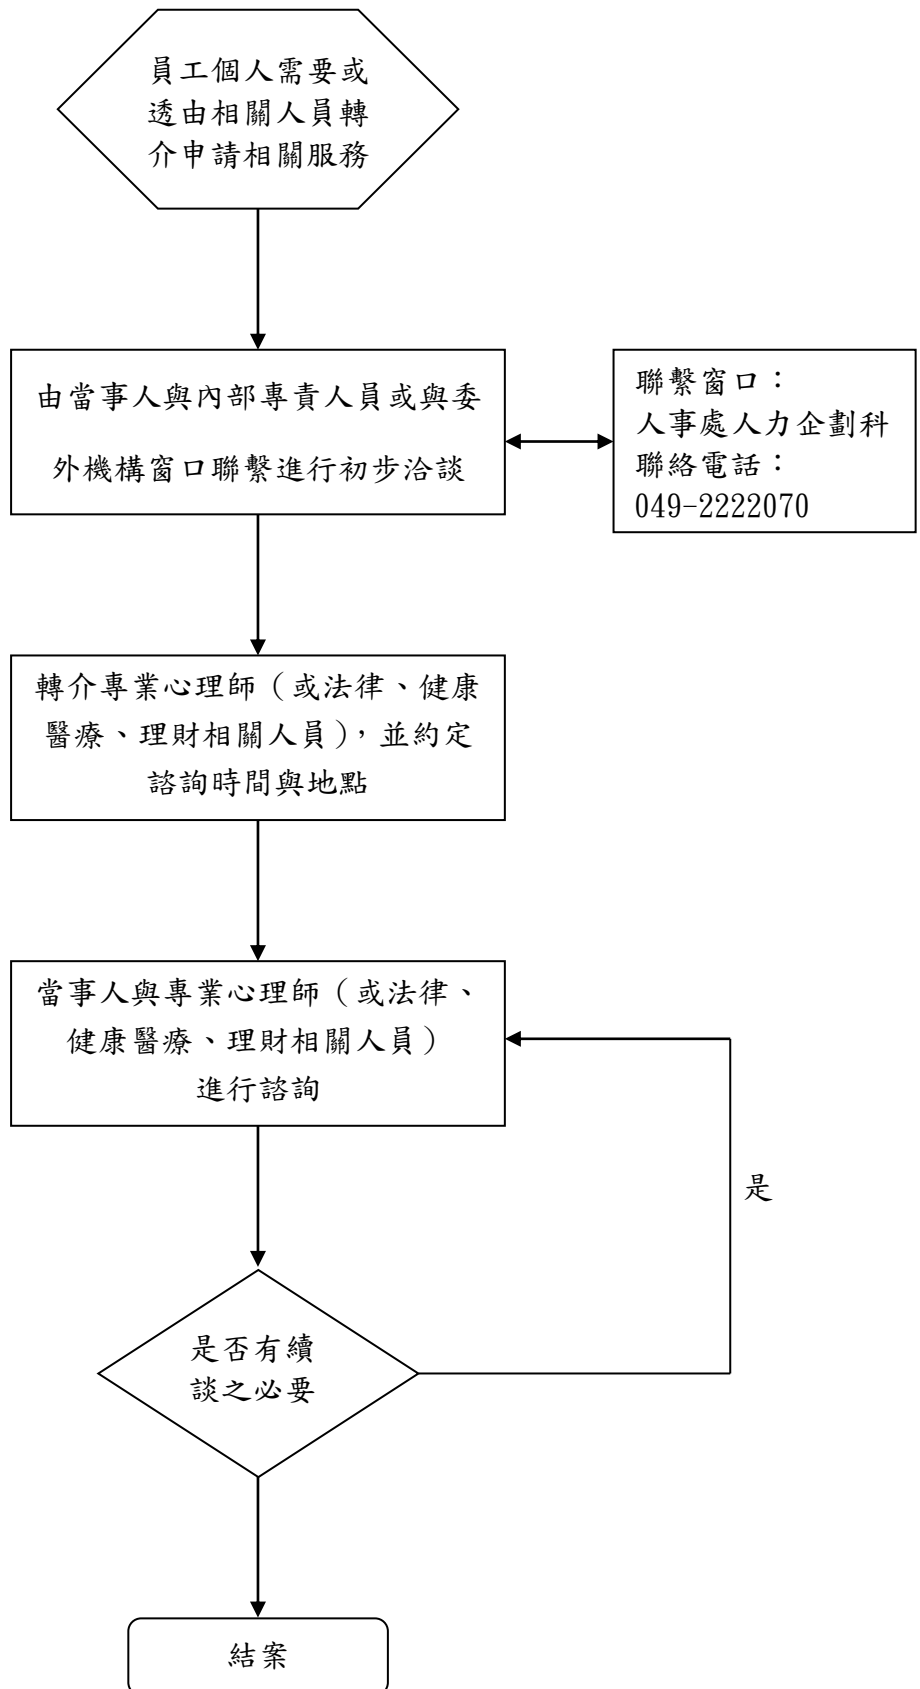 員工個人需要或
透由相關人員轉
介申請相關服務
由當事人與內部專責人員或與委
外機構窗口聯繫進行初步洽談
聯繫窗口：
人事處人力企劃科
聯絡電話：
049-2222070
轉介專業心理師（或法律、健康
醫療、理財相關人員），並約定
諮詢時間與地點
當事人與專業心理師（或法律、
健康醫療、理財相關人員）
進行諮詢
是
是否有續
談之必要
結案